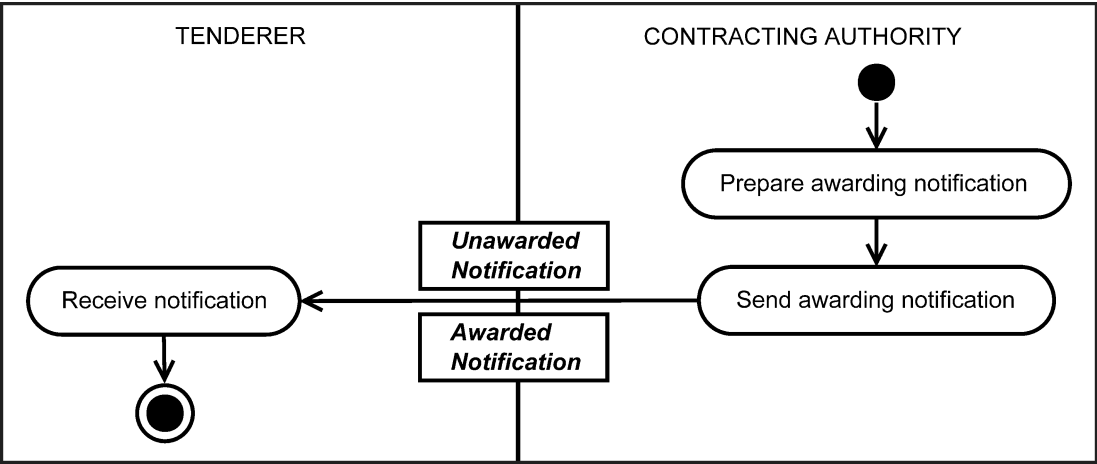 TENDERER
CONTRACTING AUTHORITY
Prepare awarding notification
Unawarded
Notification
Receive notification
Send awarding notification
Awarded
Notification